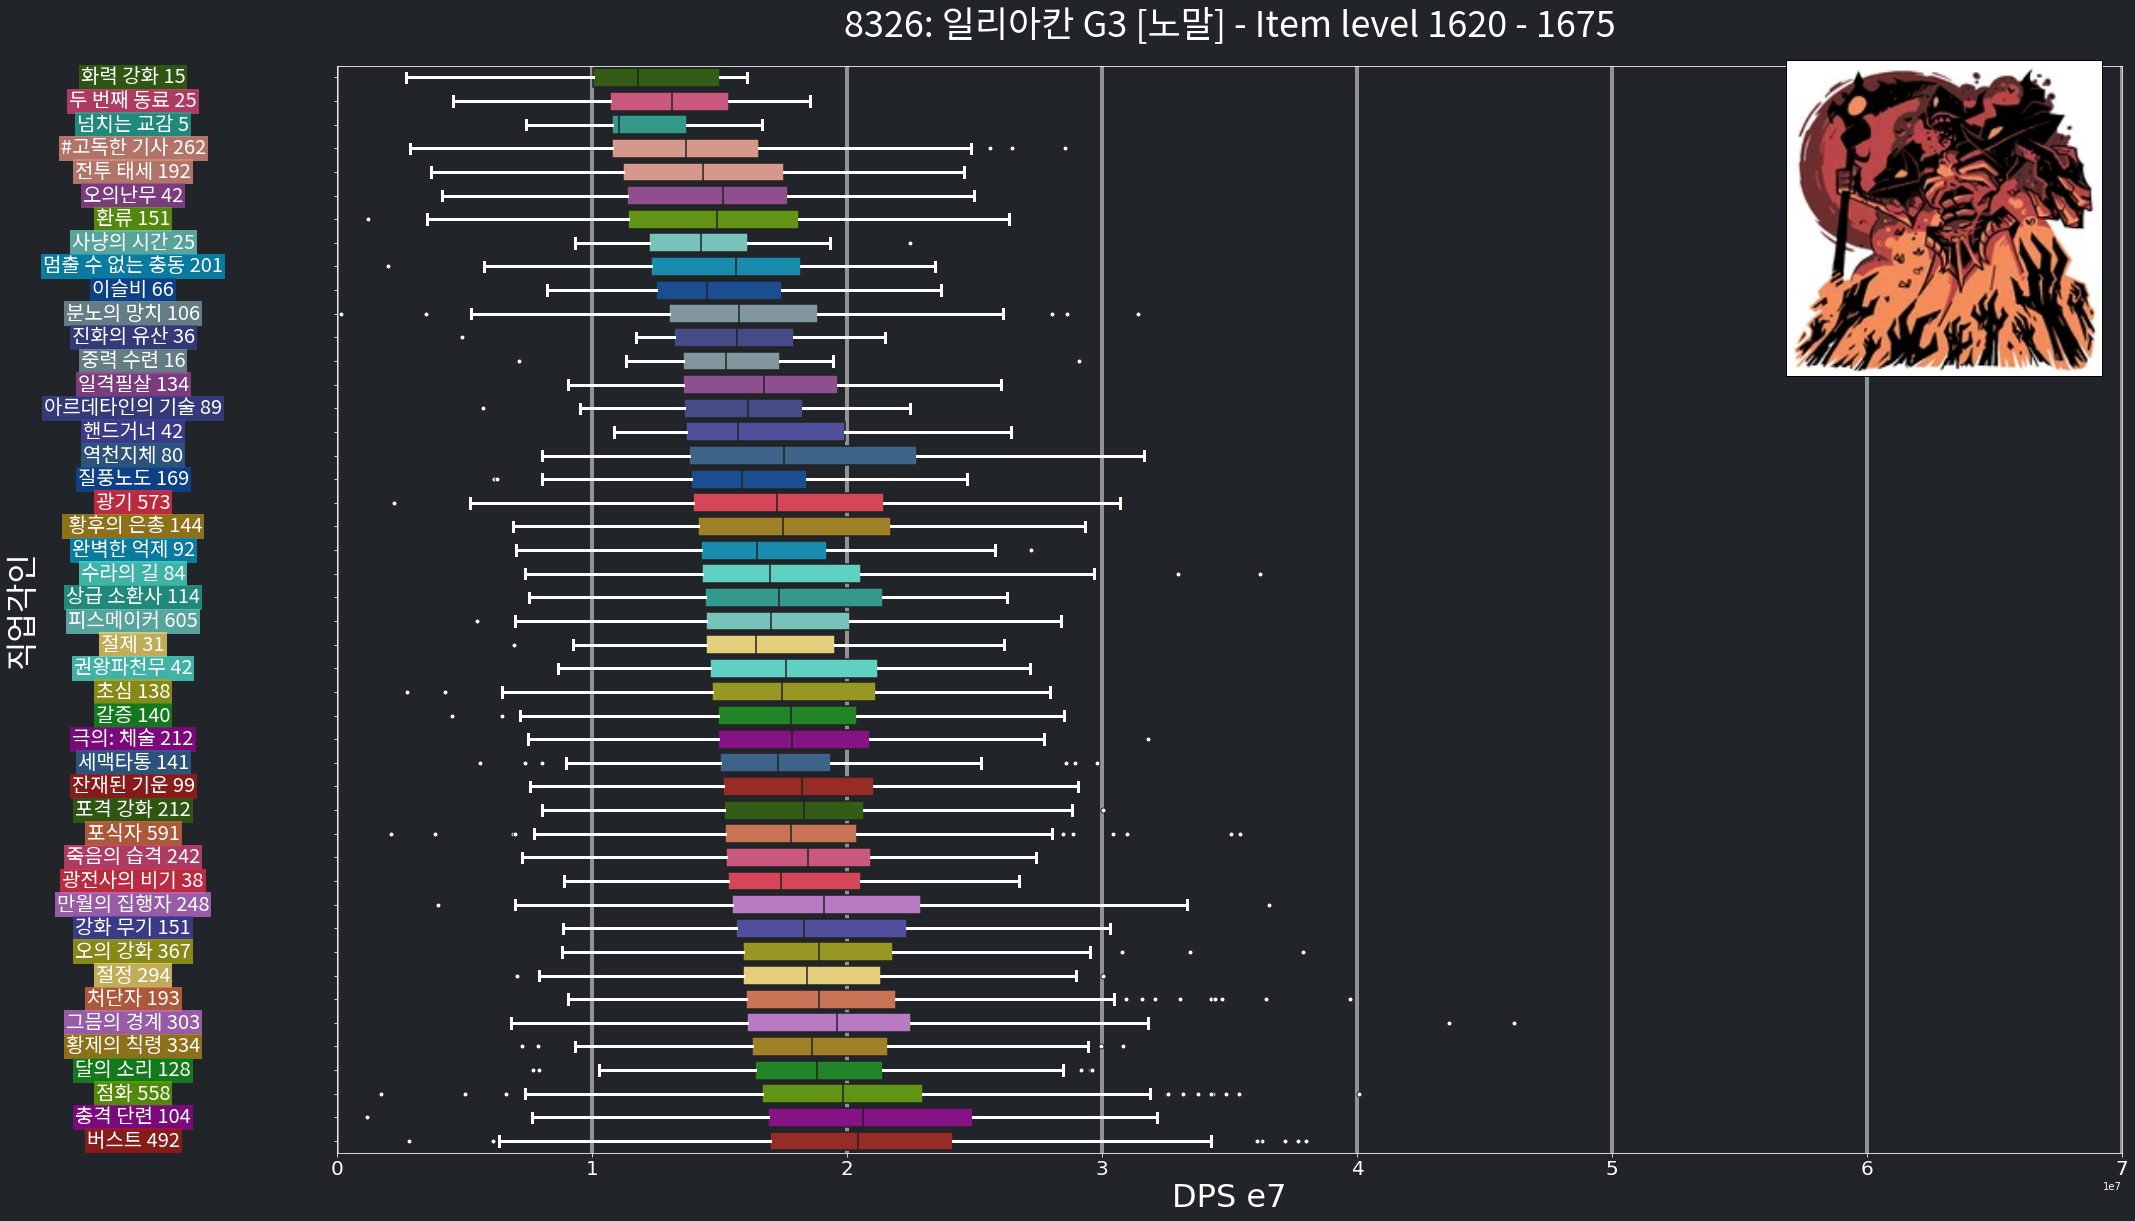 8326: 일리아칸 G3 [노말] - Item level 1620 - 1675
직업각인
화력 강화 15
두 번째 동료 25
넘치는 교감 5
#고독한 기사 262
전투 태세 192
오의난무 42
환류 151
사냥의 시간 25
멈출 수 없는 충동 201
이슬비 66
분노의 망치 106
진화의 유산 36
중력 수련 16
일격필살 134
아르데타인의 기술 89
핸드거너 42
역천지체 80
질풍노도 169
광기 573
황후의 은총 144
완벽한 억제 92
수라의 길 84
상급 소환사 114
피스메이커 605
절제 31
권왕파천무 42
초심 138
갈증 140
극의: 체술 212
세맥타통 141
잔재된 기운 99
포격 강화 212
포식자 591
죽음의 습격 242
광전사의 비기 38
만월의 집행자 248
강화 무기 151
오의 강화 367
절정 294
처단자 193
그믐의 경계 303
황제의 칙령 334
달의 소리 128
점화 558
충격 단련 104
버스트 492
0 1 2 3 4 5 6 7
DPS e7
1e7